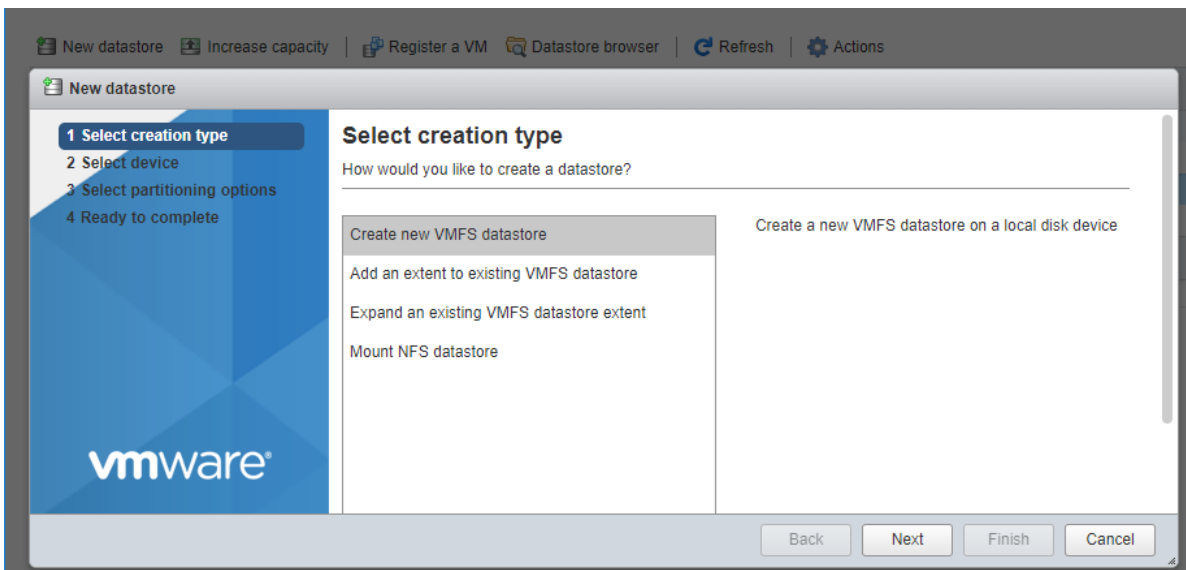 New datastore Increase capacity Register a VM Datastore browser Refresh Actions
New datastore
1 Select creation type
2 Select device
3 Select partitioning options
4 Ready to complete
vmware®
Select creation type
How would you like to create a datastore?
Create new VMFS datastore
Add an extent to existing VMFS datastore
Expand an existing VMFS datastore extent
Mount NFS datastore
Create a new VMFS datastore on a local disk device
Back Next Finish Cancel